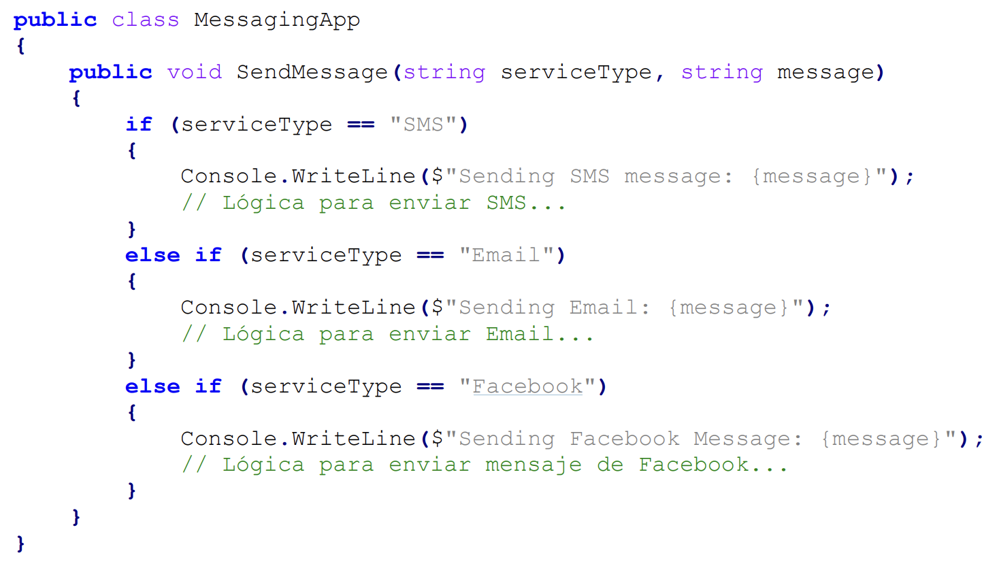 public class MessagingApp
{
    public void SendMessage(string serviceType, string message)
    {
        if (serviceType == "SMS")
        {
            Console.WriteLine($"Sending SMS message: {message}");
            // Lógica para enviar SMS...
        }
        else if (serviceType == "Email")
        {
            Console.WriteLine($"Sending Email: {message}");
            // Lógica para enviar Email...
        }
        else if (serviceType == "Facebook")
        {
            Console.WriteLine($"Sending Facebook Message: {message}");
            // Lógica para enviar mensaje de Facebook...
        }
    }
}